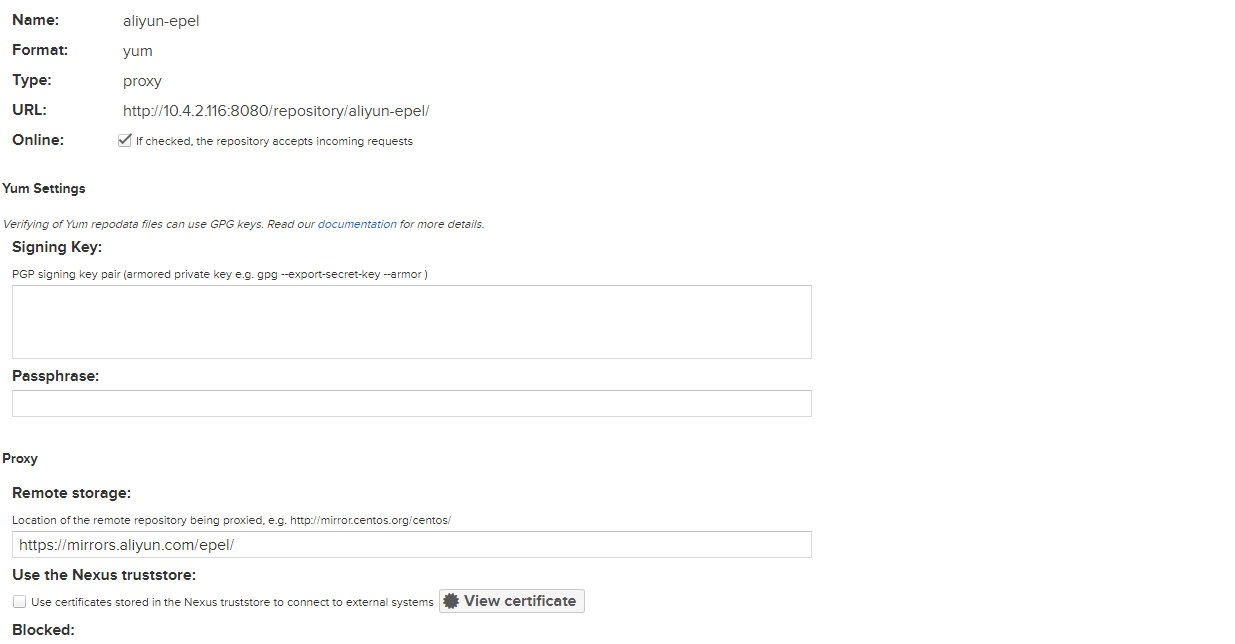 Name: aliyun-epel
Format: yum
Type: proxy
URL: http://10.4.2.116:8080/repository/aliyun-epel/
Online: If checked, the repository accepts incoming requests
Yum Settings
Verifying of Yum repodata files can use GPG keys. Read our documentation for more details.
Signing Key:
PGP signing key pair (armored private key e.g. gpg --export-secret-key --armor )
Passphrase:
Proxy
Remote storage:
Location of the remote repository being proxied, e.g. http://mirror.centos.org/centos/
https://mirrors.aliyun.com/epel/
Use the Nexus truststore:
Use certificates stored in the Nexus truststore to connect to external systems View certificate
Blocked: